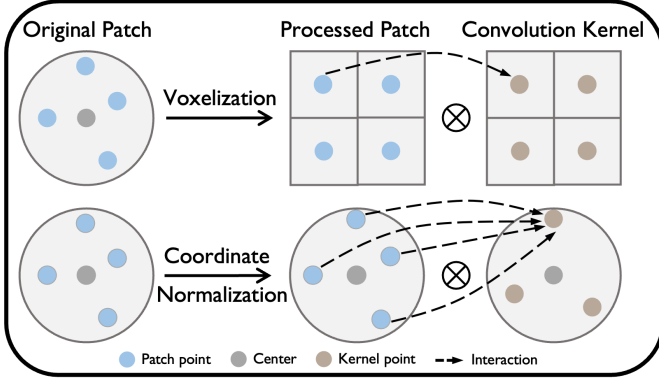 Original Patch
Processed Patch
Convolution Kernel
Voxelization
Coordinate
Normalization
Patch point
Center
Kernel point
Interaction